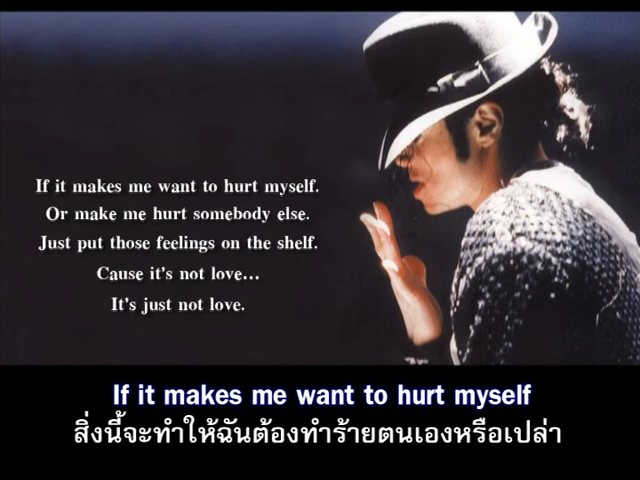 If it makes me want to hurt myself.
Or make me hurt somebody else.
Just put those feelings on the shelf.
Cause it's not love...
It's just not love.
If it makes me want to hurt myself
สิ่งนี้จะทำให้ฉันต้องทำร้ายตนเองหรือเปล่า